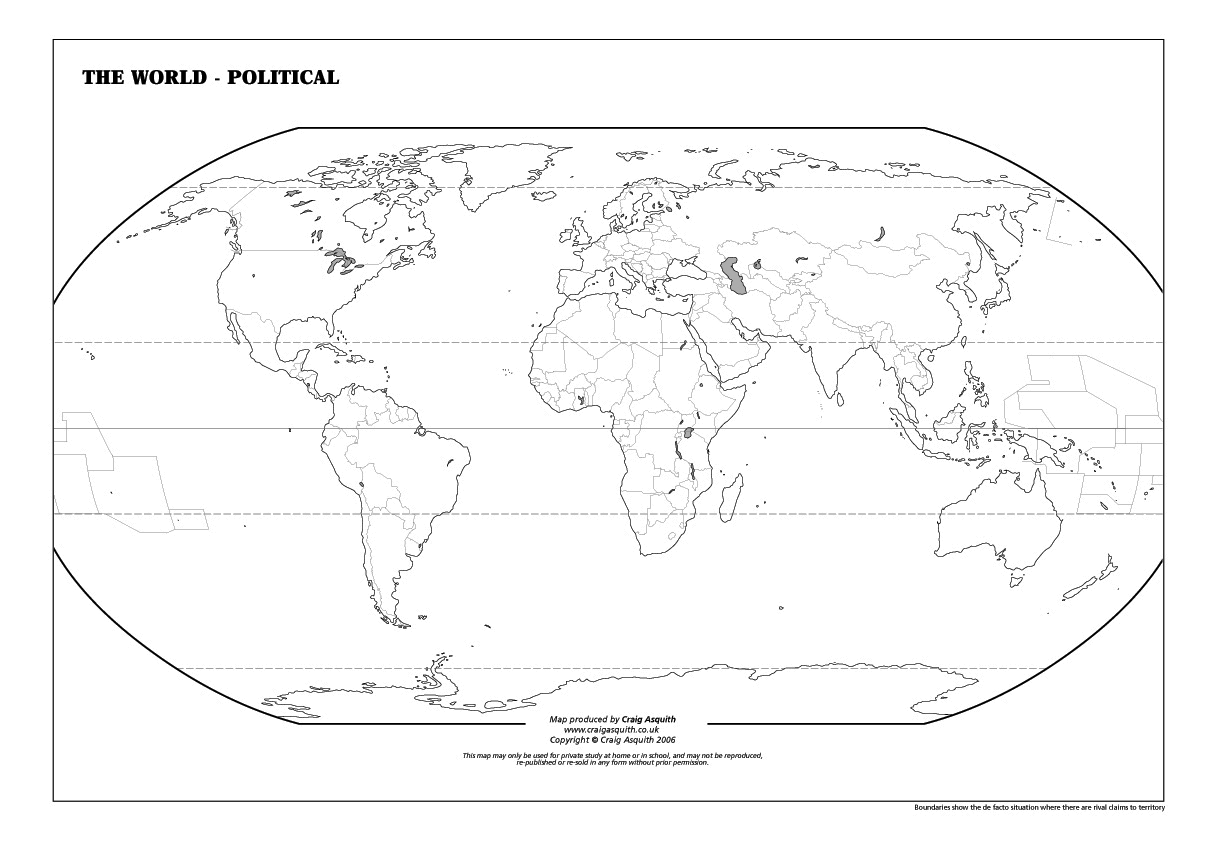 THE WORLD - POLITICAL
Map produced by Craig Asquith
www.craigasquith.co.uk
Copyright © Craig Asquith 2006
This map may only be used for private study at home or in school, and may not be reproduced,
re-published or re-sold in any form without prior permission.
Boundaries show the de facto situation where there are rival claims to territory